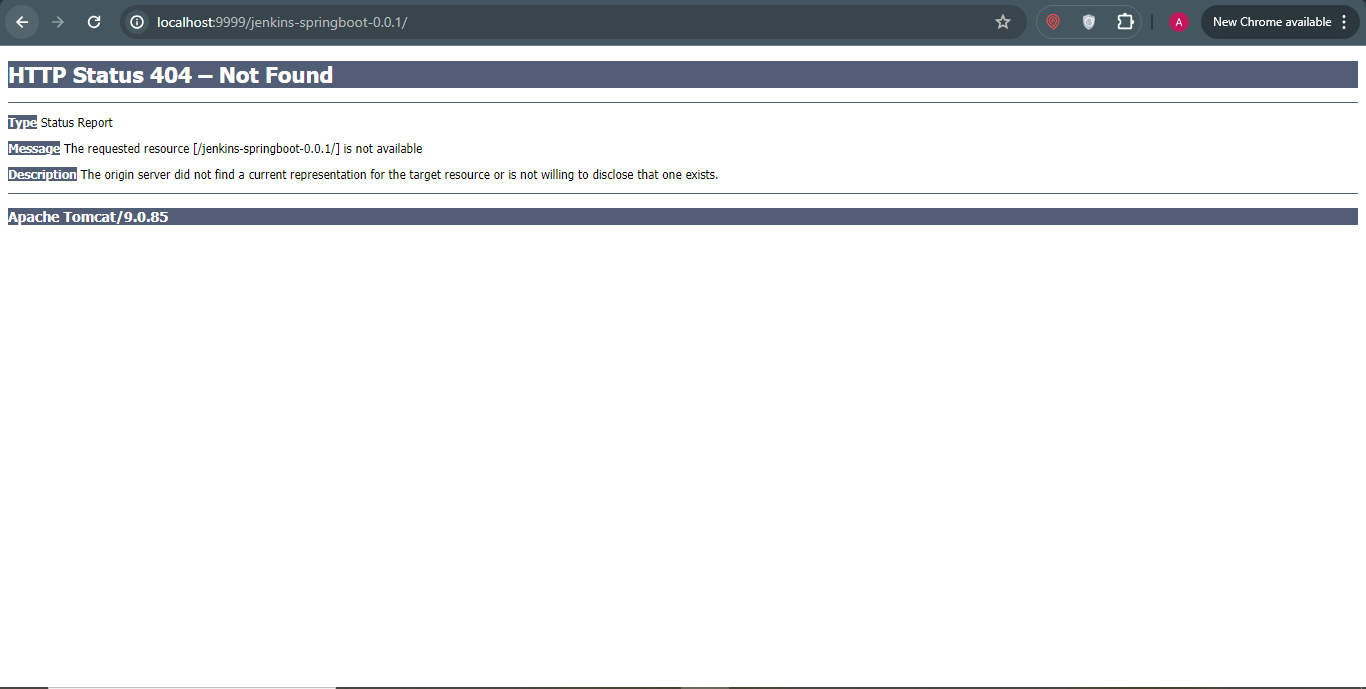 localhost:9999/jenkins-springboot-0.0.1/
A
New Chrome available
HTTP Status 404 – Not Found
Type Status Report
Message The requested resource [/jenkins-springboot-0.0.1/] is not available
Description The origin server did not find a current representation for the target resource or is not willing to disclose that one exists.
Apache Tomcat/9.0.85